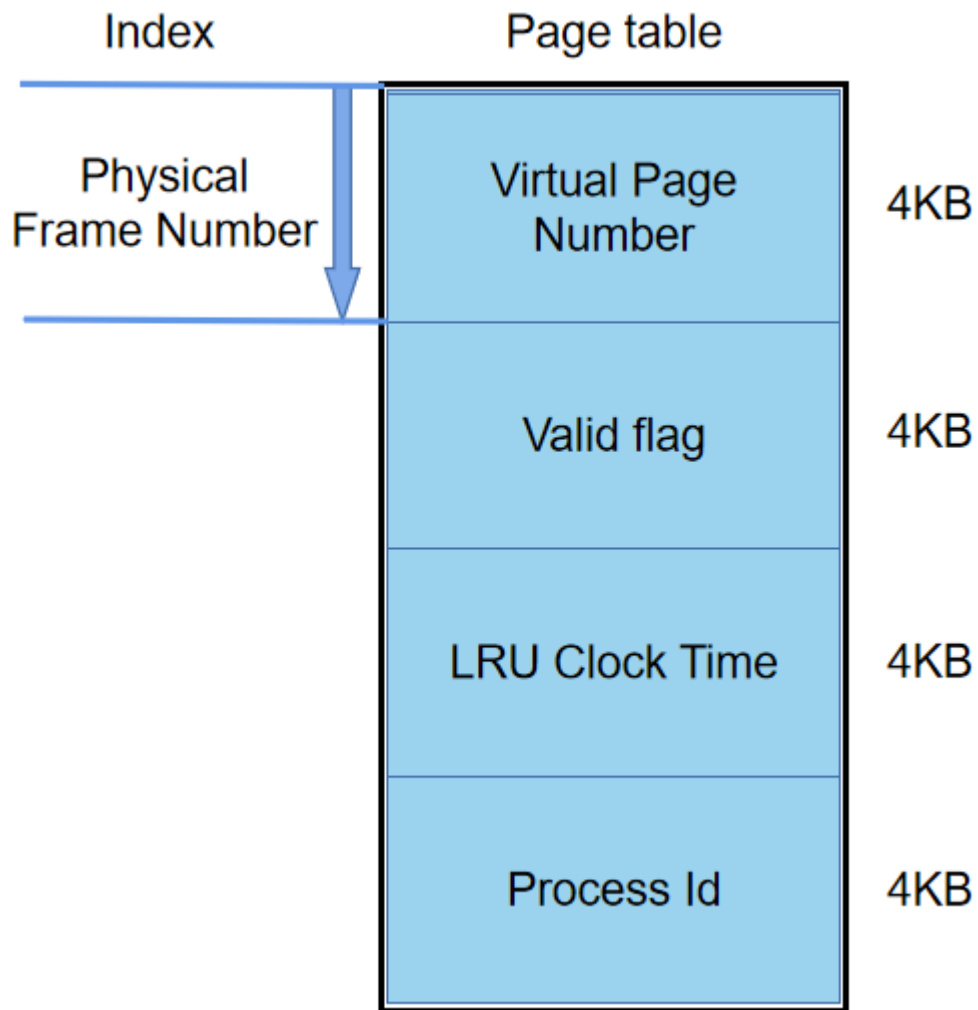 Index
Page table
Physical
Frame Number
Virtual Page
Number
4KB
Valid flag
4KB
LRU Clock Time
4KB
Process Id
4KB